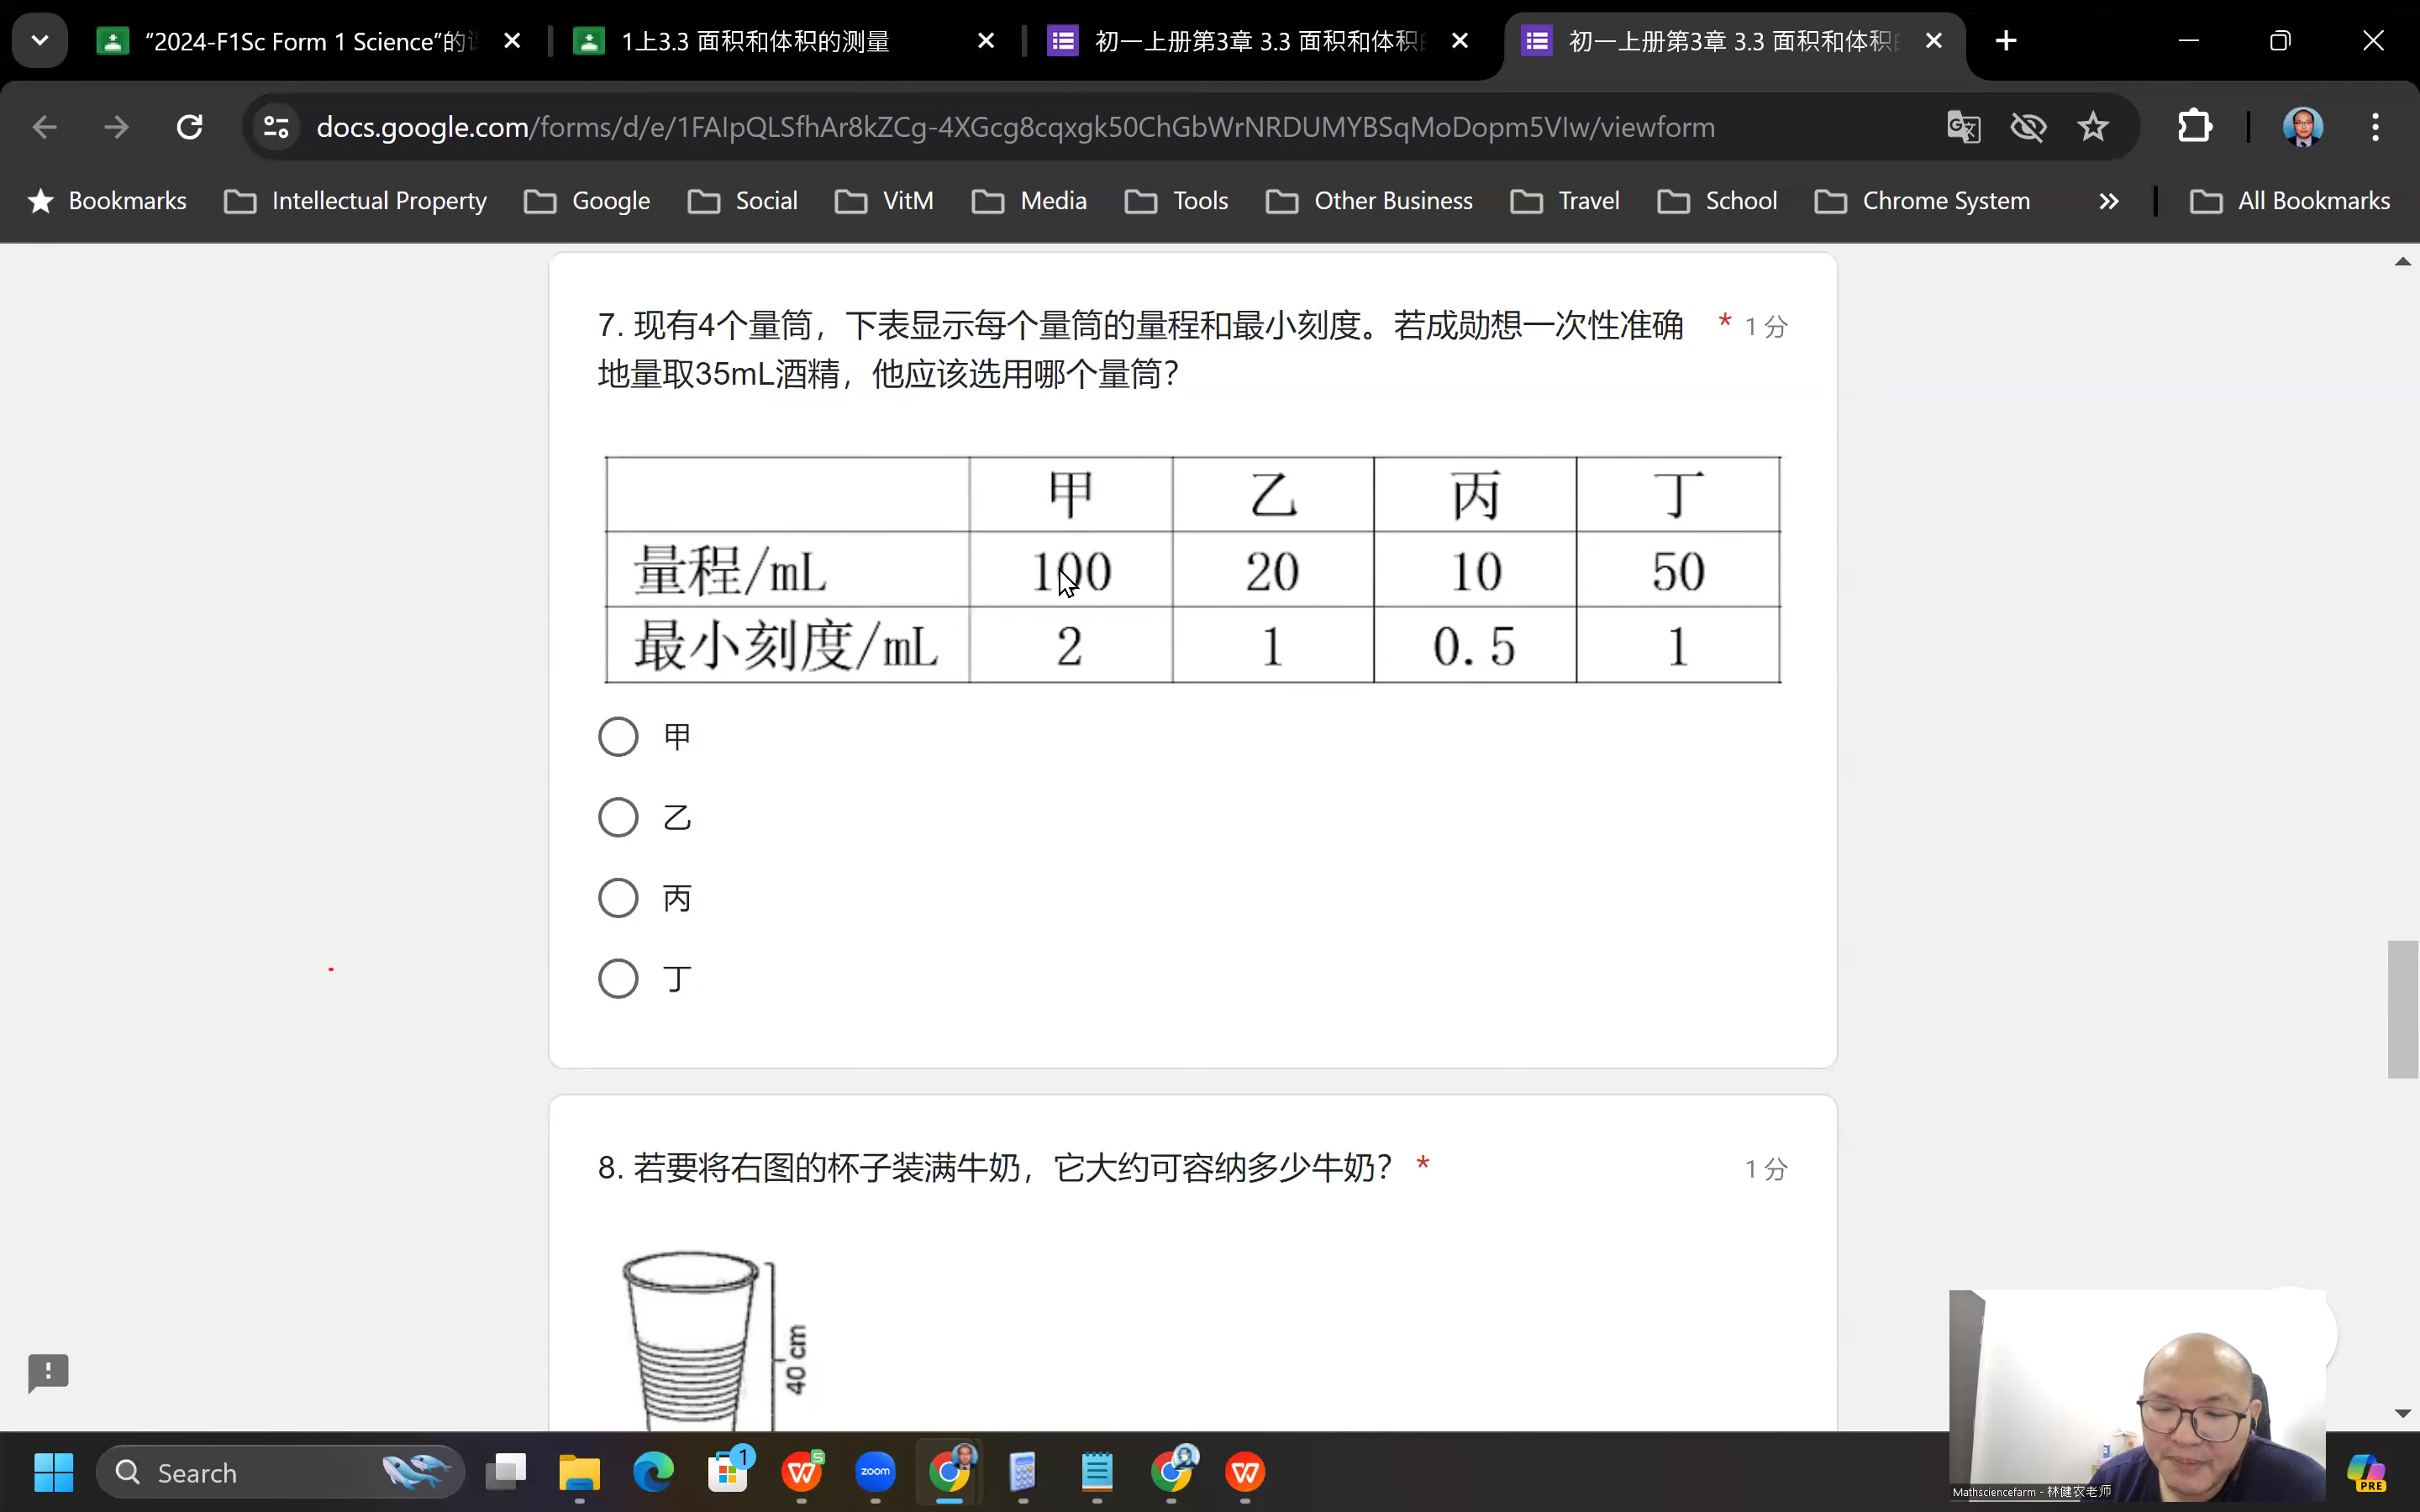 “2024-F1Sc Form 1 Science”的
1上3.3 面积和体积的测量
初一上册第3章 3.3 面积和体积
初一上册第3章 3.3 面积和体积
docs.google.com/forms/d/e/1FAIpQLSfhAr8kZCg-4XGcg8cqxgk50ChGbWrNRDUMYBSqMoDopm5VIw/viewform
Bookmarks Intellectual Property Google Social VitM Media Tools Other Business Travel School Chrome System » All Bookmarks
7. 现有4个量筒，下表显示每个量筒的量程和最小刻度。若成勋想一次性准确 * 1 分
地量取35mL酒精，他应该选用哪个量筒？
甲 乙 丙 丁
量程/mL 100 20 10 50
最小刻度/mL 2 1 0.5 1
甲
乙
丙
丁
8. 若要将右图的杯子装满牛奶，它大约可容纳多少牛奶？ * 1 分
40 cm
Mathsciencefarm - 林健农老师
Search
1
S
zoom
PRE